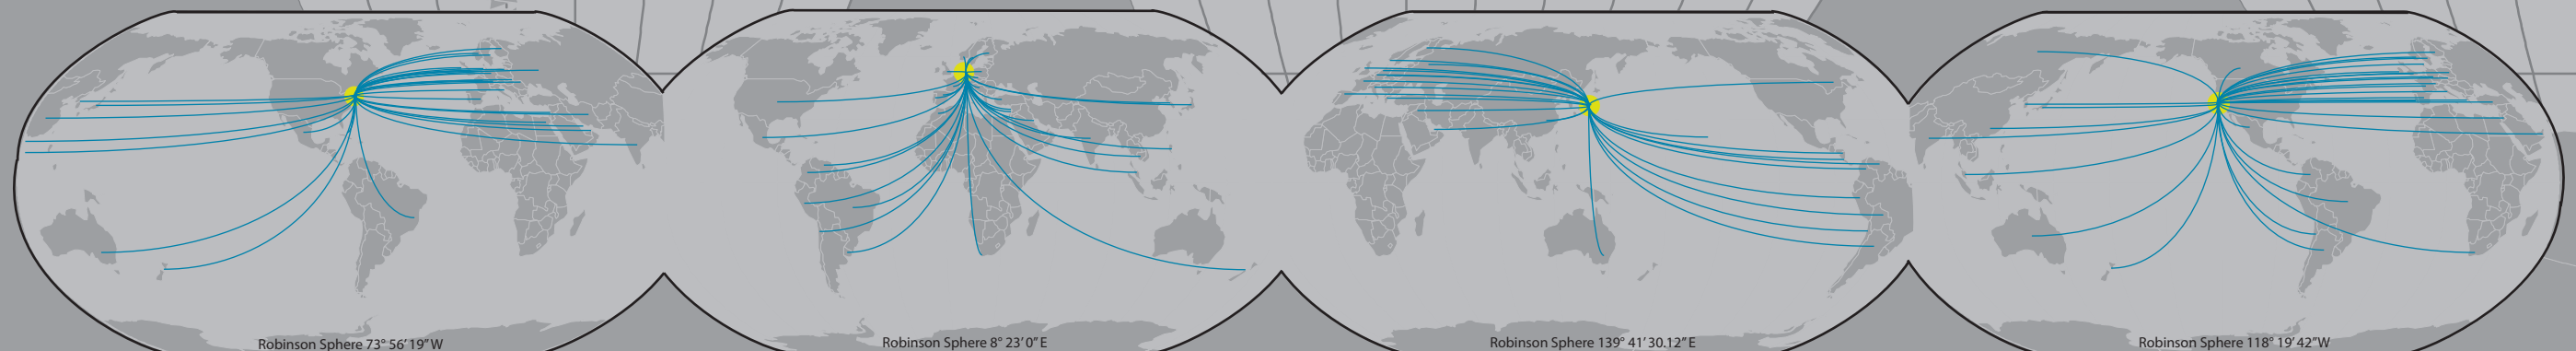 Robinson Sphere 73° 56’ 19” W
Robinson Sphere 8° 23’ 0” E
Robinson Sphere 139° 41’ 30.12” E
Robinson Sphere 118° 19’ 42”W